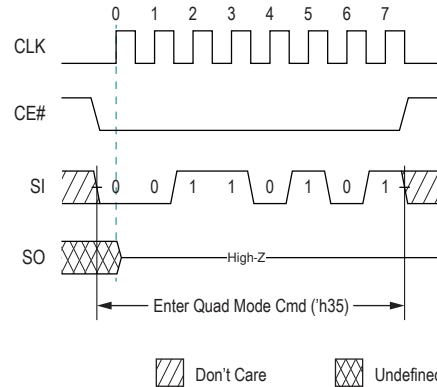 0 1 2 3 4 5 6 7
CLK
CE#
SI 0 0 1 1 0 1 0 1
SO High-Z
Enter Quad Mode Cmd ('h35)
Don't Care Undefined